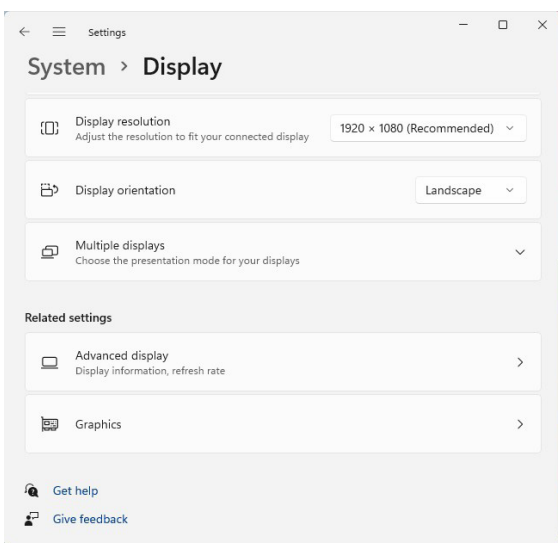 Settings
System > Display
Display resolution
Adjust the resolution to fit your connected display
1920 × 1080 (Recommended)
Display orientation
Landscape
Multiple displays
Choose the presentation mode for your displays
Related settings
Advanced display
Display information, refresh rate
Graphics
Get help
Give feedback